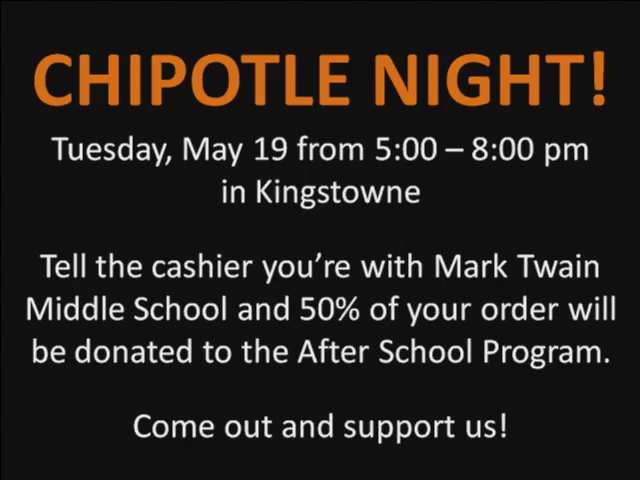 CHIPOTLE NIGHT!
Tuesday, May 19 from 5:00 – 8:00 pm
in Kingstowne
Tell the cashier you're with Mark Twain
Middle School and 50% of your order will
be donated to the After School Program.
Come out and support us!